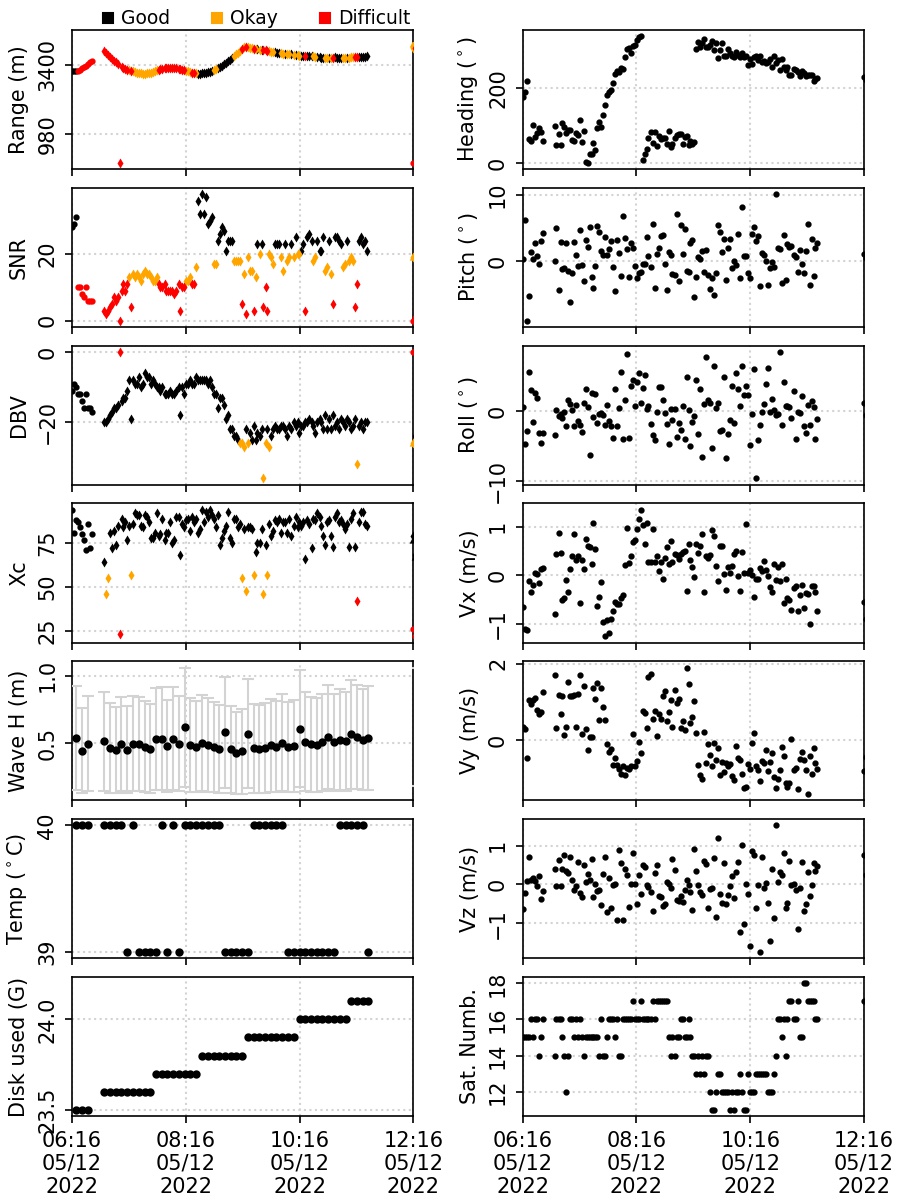 Good Okay Difficult
Range (m)
3400
980
SNR
20
0
DBV
0
−20
Xc
75
50
25
Wave H (m)
1.0
0.5
Temp (°C)
40
39
Disk used (G)
24.0
23.5
06:16 08:16 10:16 12:16
05/12 05/12 05/12 05/12
2022 2022 2022 2022
Heading (°)
200
0
Pitch (°)
10
0
Roll (°)
0
−10
Vx (m/s)
1
0
−1
Vy (m/s)
2
0
Vz (m/s)
1
0
−1
Sat. Numb.
18
16
14
12
06:16 08:16 10:16 12:16
05/12 05/12 05/12 05/12
2022 2022 2022 2022